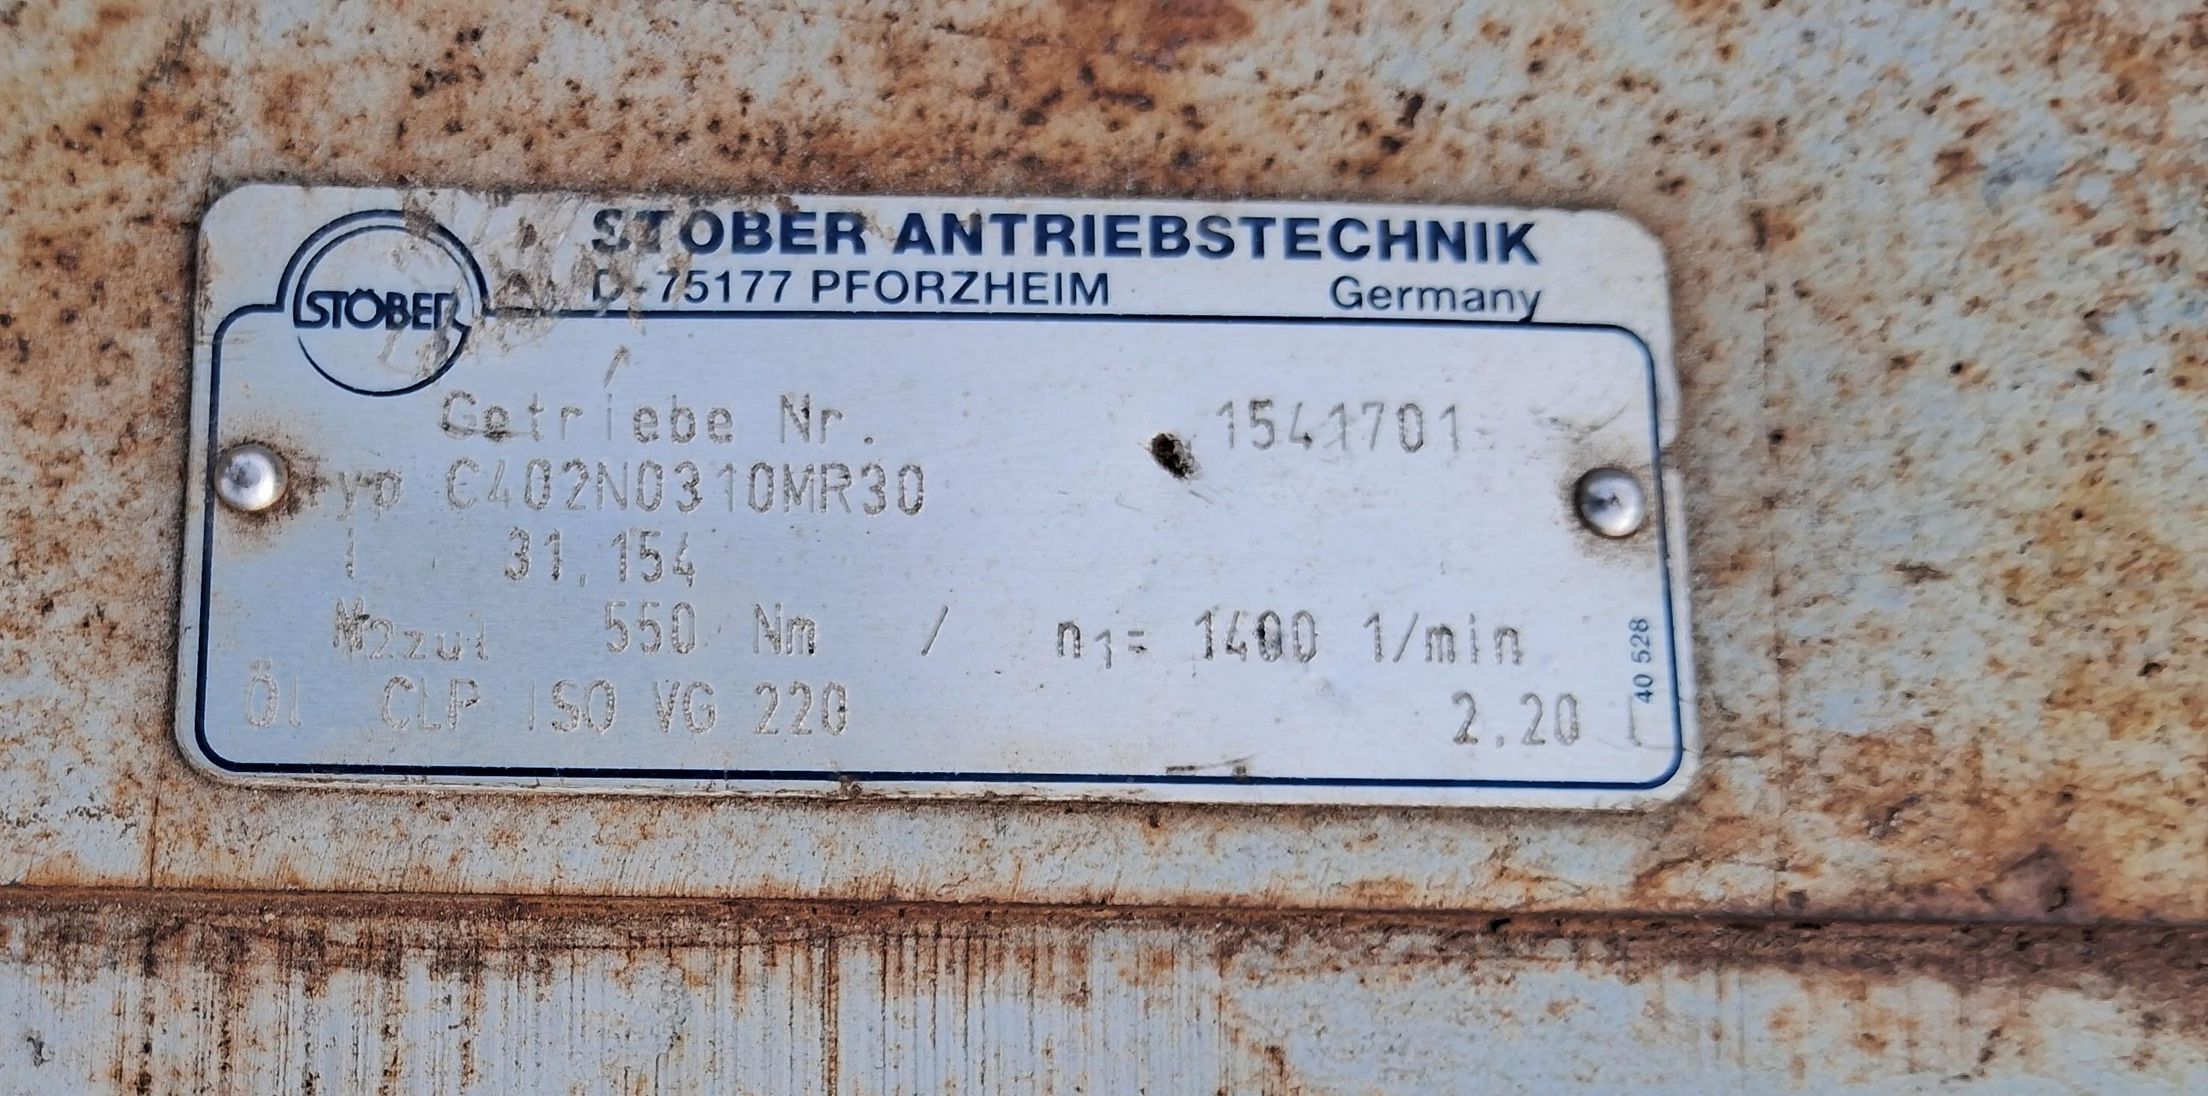 STÖBER ANTRIEBSTECHNIK
D-75177 PFORZHEIM Germany
STÖBER
Getriebe Nr. 1541701
Typ C402N0310MR30
i 31,154
M2zul 550 Nm / n1= 1400 1/min
Öl CLP ISO VG 220 2,20 l
40 528